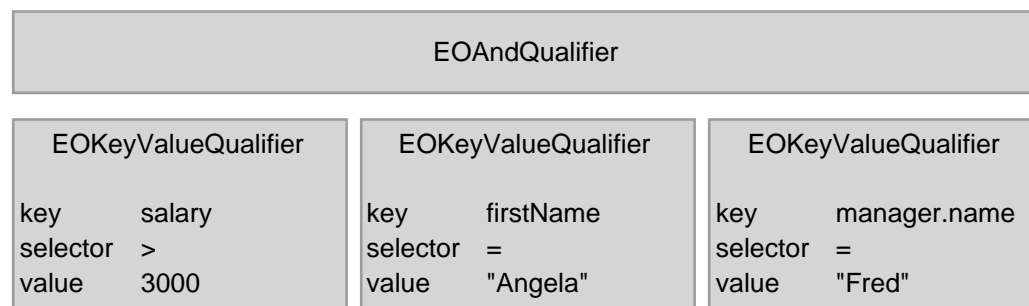 EOAndQualifier
EOKeyValueQualifier
key salary
selector >
value 3000
EOKeyValueQualifier
key firstName
selector =
value "Angela"
EOKeyValueQualifier
key manager.name
selector =
value "Fred"